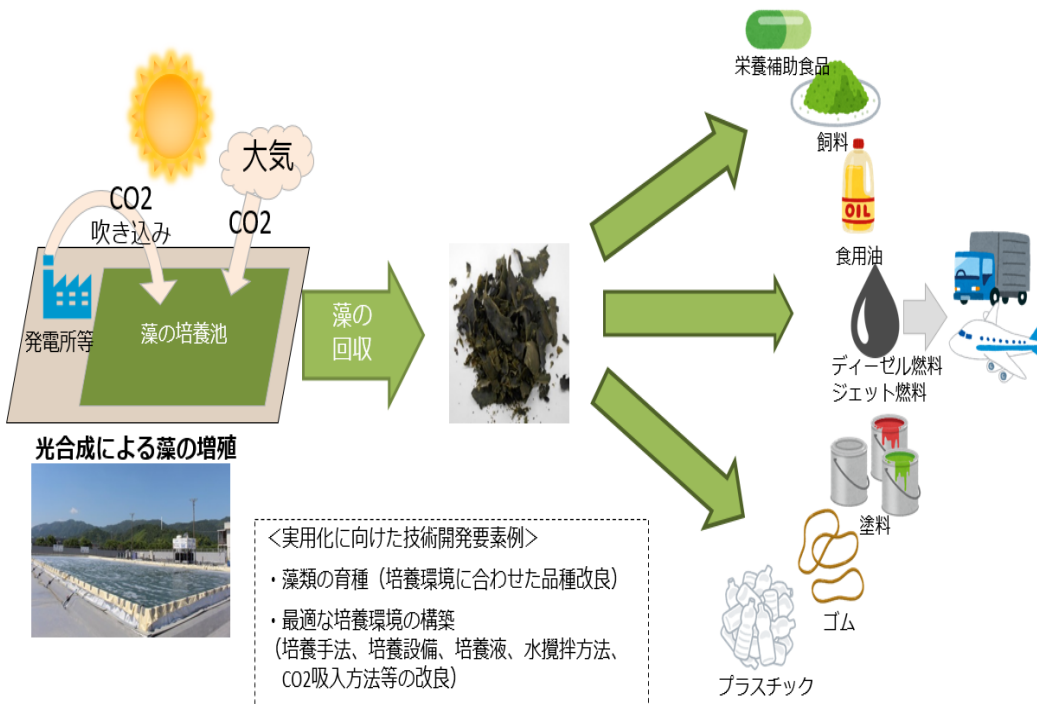 大気
CO2
吹き込み
CO2
発電所等
藻の培養池
光合成による藻の増殖
藻の
回収
<実用化に向けた技術開発要素例>
・藻類の育種(培養環境に合わせた品種改良)
・最適な培養環境の構築
(培養手法、培養設備、培養液、水攪拌方法、
CO2吸入方法等の改良)
栄養補助食品
飼料
OIL
食用油
ディーゼル燃料
ジェット燃料
塗料
ゴム
プラスチック